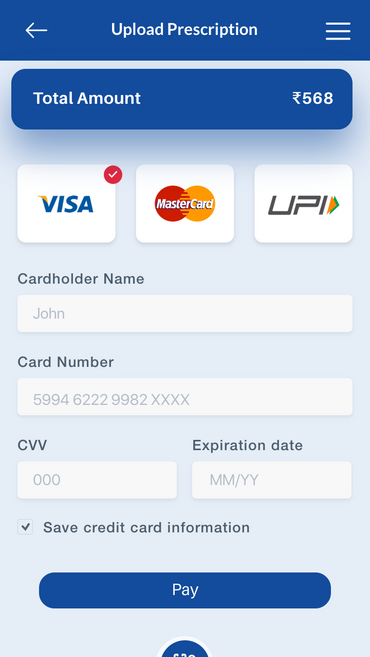 Upload Prescription
Total Amount ₹568
VISA MasterCard UPI
Cardholder Name
John
Card Number
5994 6222 9982 XXXX
CVV Expiration date
000 MM/YY
Save credit card information
Pay